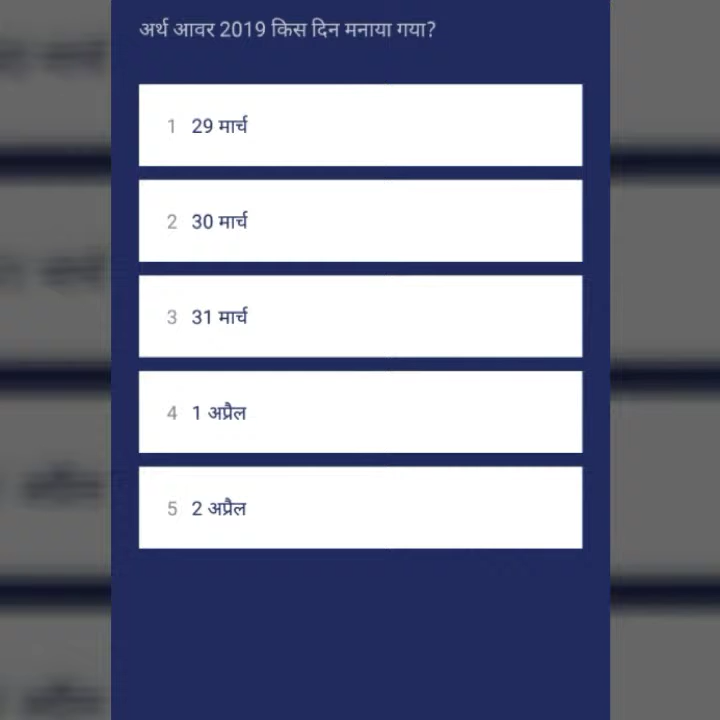 अर्थ आवर 2019 किस दिन मनाया गया?
1 29 मार्च
2 30 मार्च
3 31 मार्च
4 1 अप्रैल
5 2 अप्रैल